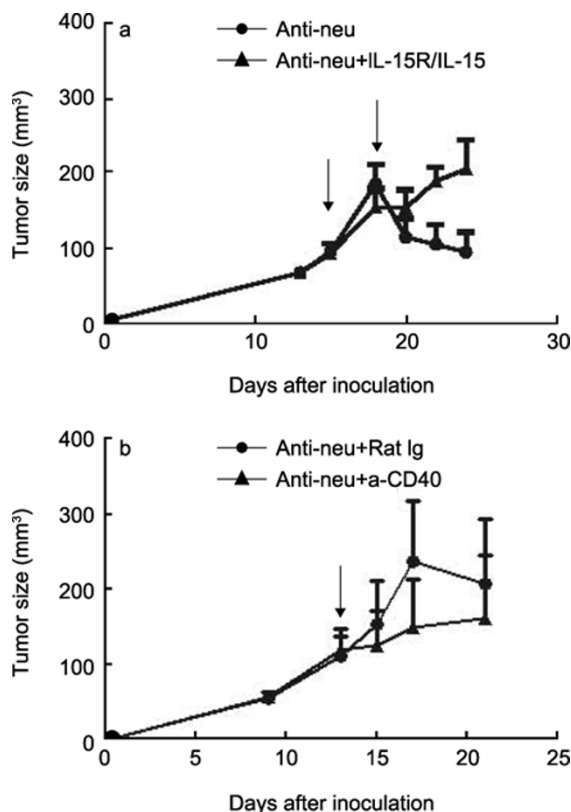 a
Anti-neu
Anti-neu+IL-15R/IL-15
Tumor size (mm³)
400
300
200
100
0
0 10 20 30
Days after inoculation
b
Anti-neu+Rat Ig
Anti-neu+a-CD40
Tumor size (mm³)
400
300
200
100
0
0 5 10 15 20 25
Days after inoculation